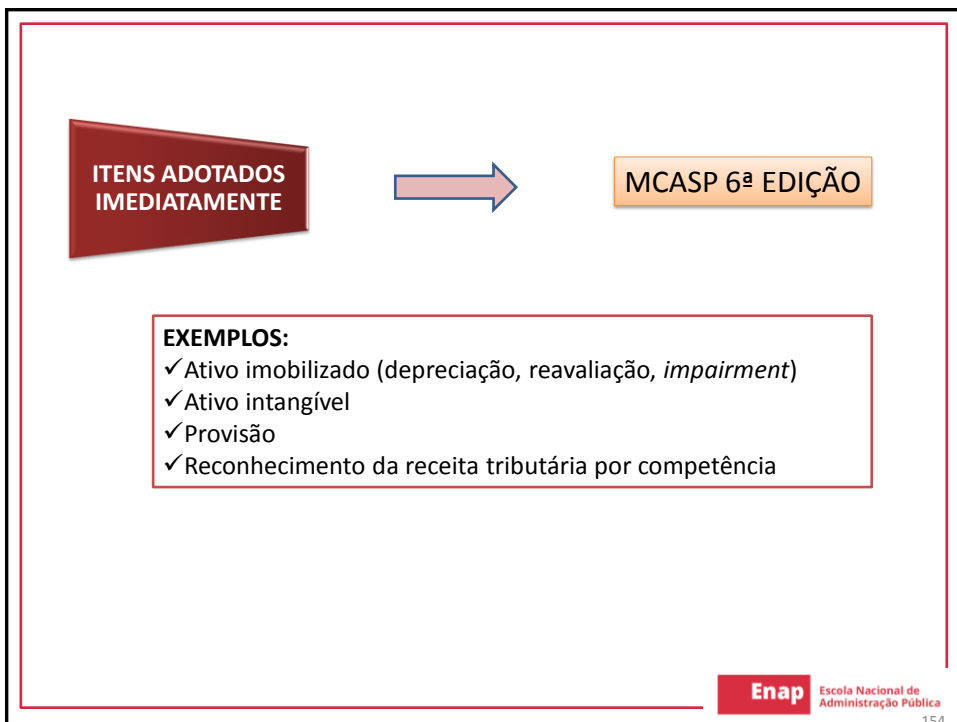 ITENS ADOTADOS
IMEDIATAMENTE
MCASP 6ª EDIÇÃO
EXEMPLOS:
✓Ativo imobilizado (depreciação, reavaliação, impairment)
✓Ativo intangível
✓Provisão
✓Reconhecimento da receita tributária por competência
Enap
Escola Nacional de
Administração Pública
154